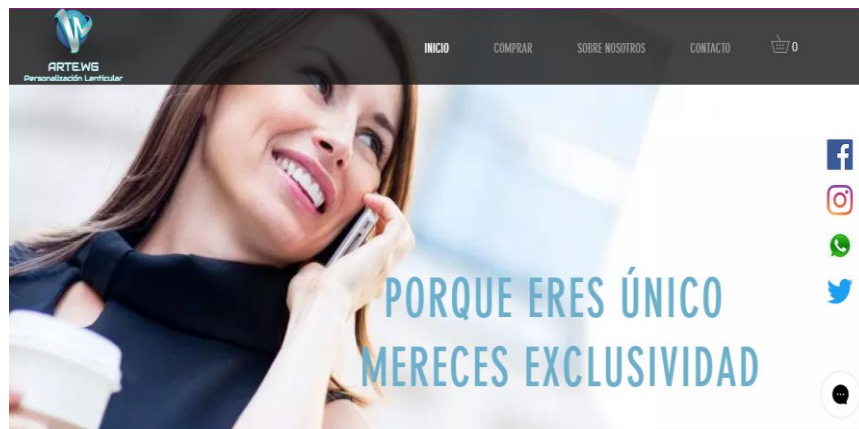 ARTE.WG
Personalización Lenticular
INICIO
COMPRAR
SOBRE NOSOTROS
CONTACTO
0
PORQUE ERES ÚNICO
MERECES EXCLUSIVIDAD